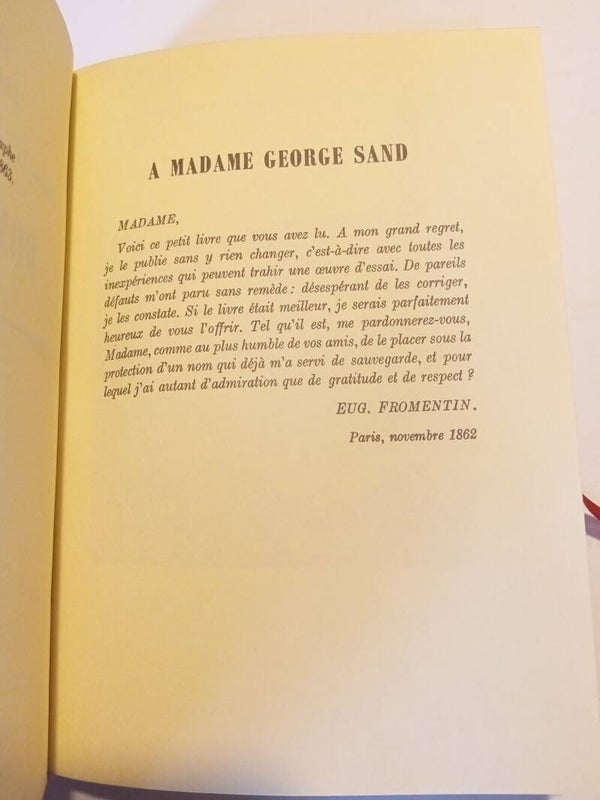 A MADAME GEORGE SAND
MADAME,
Voici ce petit livre que vous avez lu. A mon grand regret,
je le publie sans y rien changer, c'est-à-dire avec toutes les
inexpériences qui peuvent trahir une œuvre d'essai. De pareils
défauts m'ont paru sans remède : désespérant de les corriger,
je les constate. Si le livre était meilleur, je serais parfaitement
heureux de vous l'offrir. Tel qu'il est, me pardonnerez-vous,
Madame, comme au plus humble de vos amis, de le placer sous la
protection d'un nom qui déjà m'a servi de sauvegarde, et pour
lequel j'ai autant d'admiration que de gratitude et de respect ?
EUG. FROMENTIN.
Paris, novembre 1862